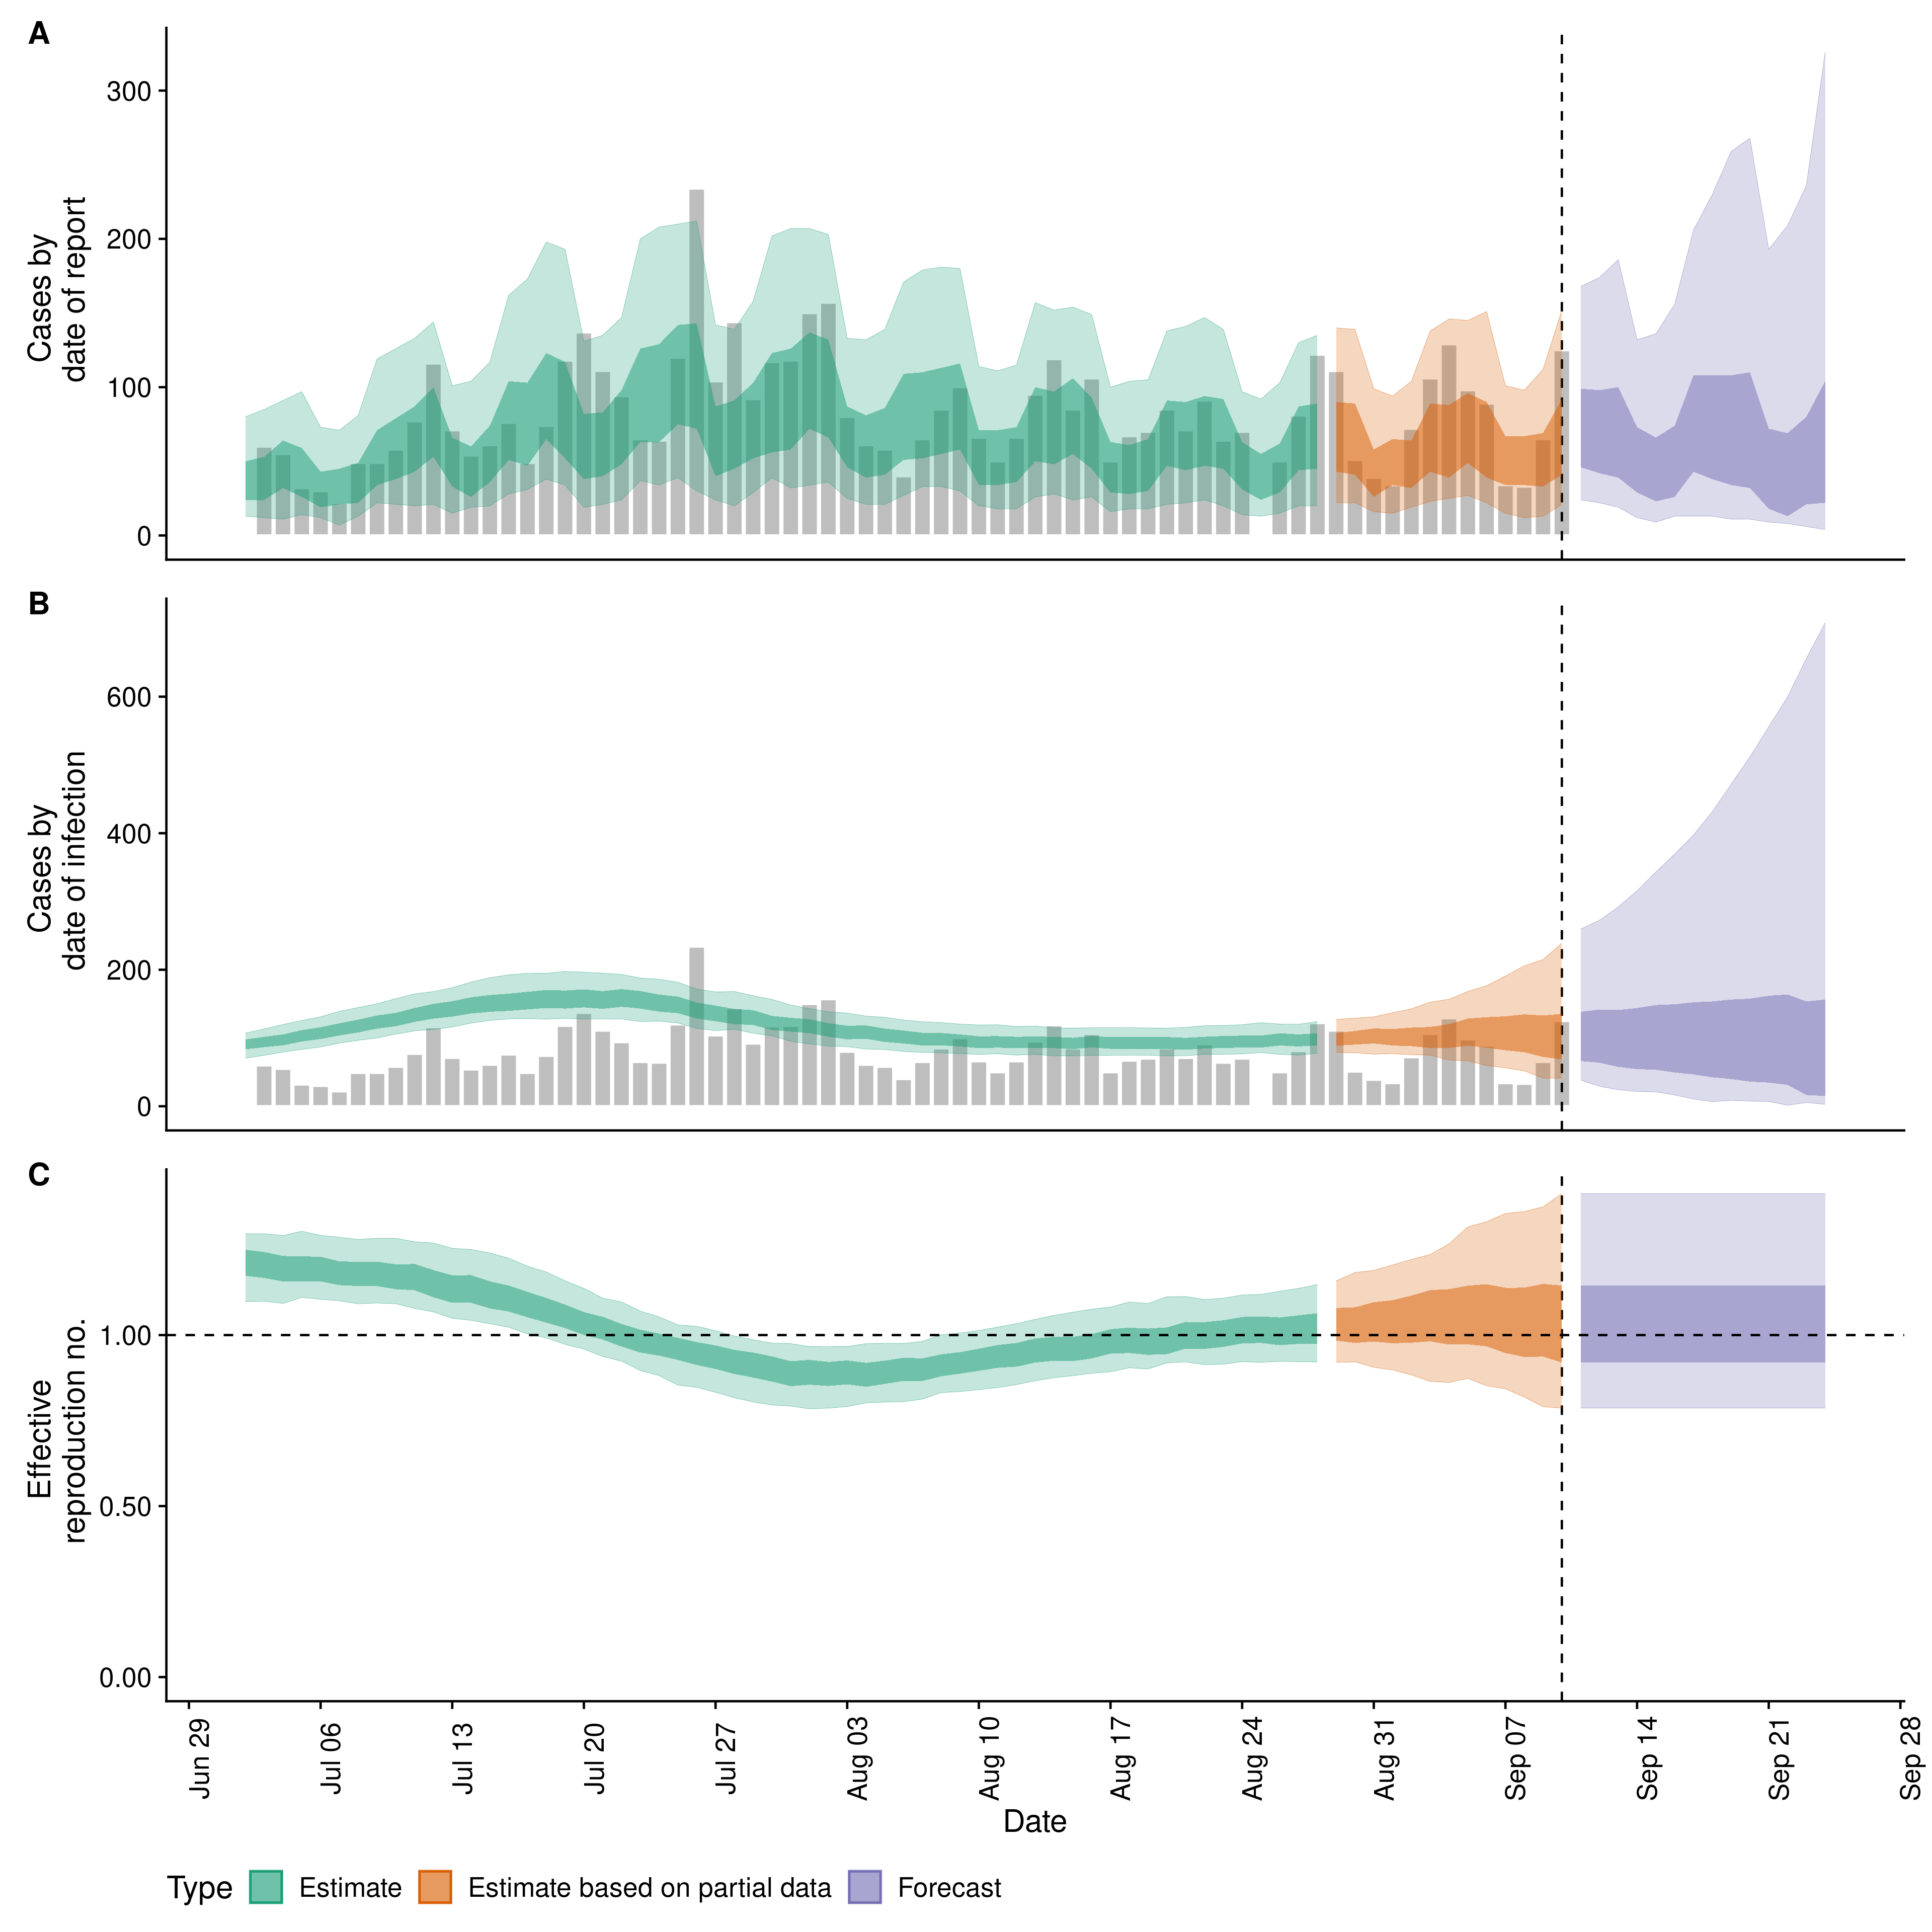 A
Cases by
date of report
300
200
100
0
B
Cases by
date of infection
600
400
200
0
C
Effective
reproduction no.
1.00
0.50
0.00
Jun 29
Jul 06
Jul 13
Jul 20
Jul 27
Aug 03
Aug 10
Aug 17
Aug 24
Aug 31
Sep 07
Sep 14
Sep 21
Sep 28
Date
Type Estimate Estimate based on partial data Forecast